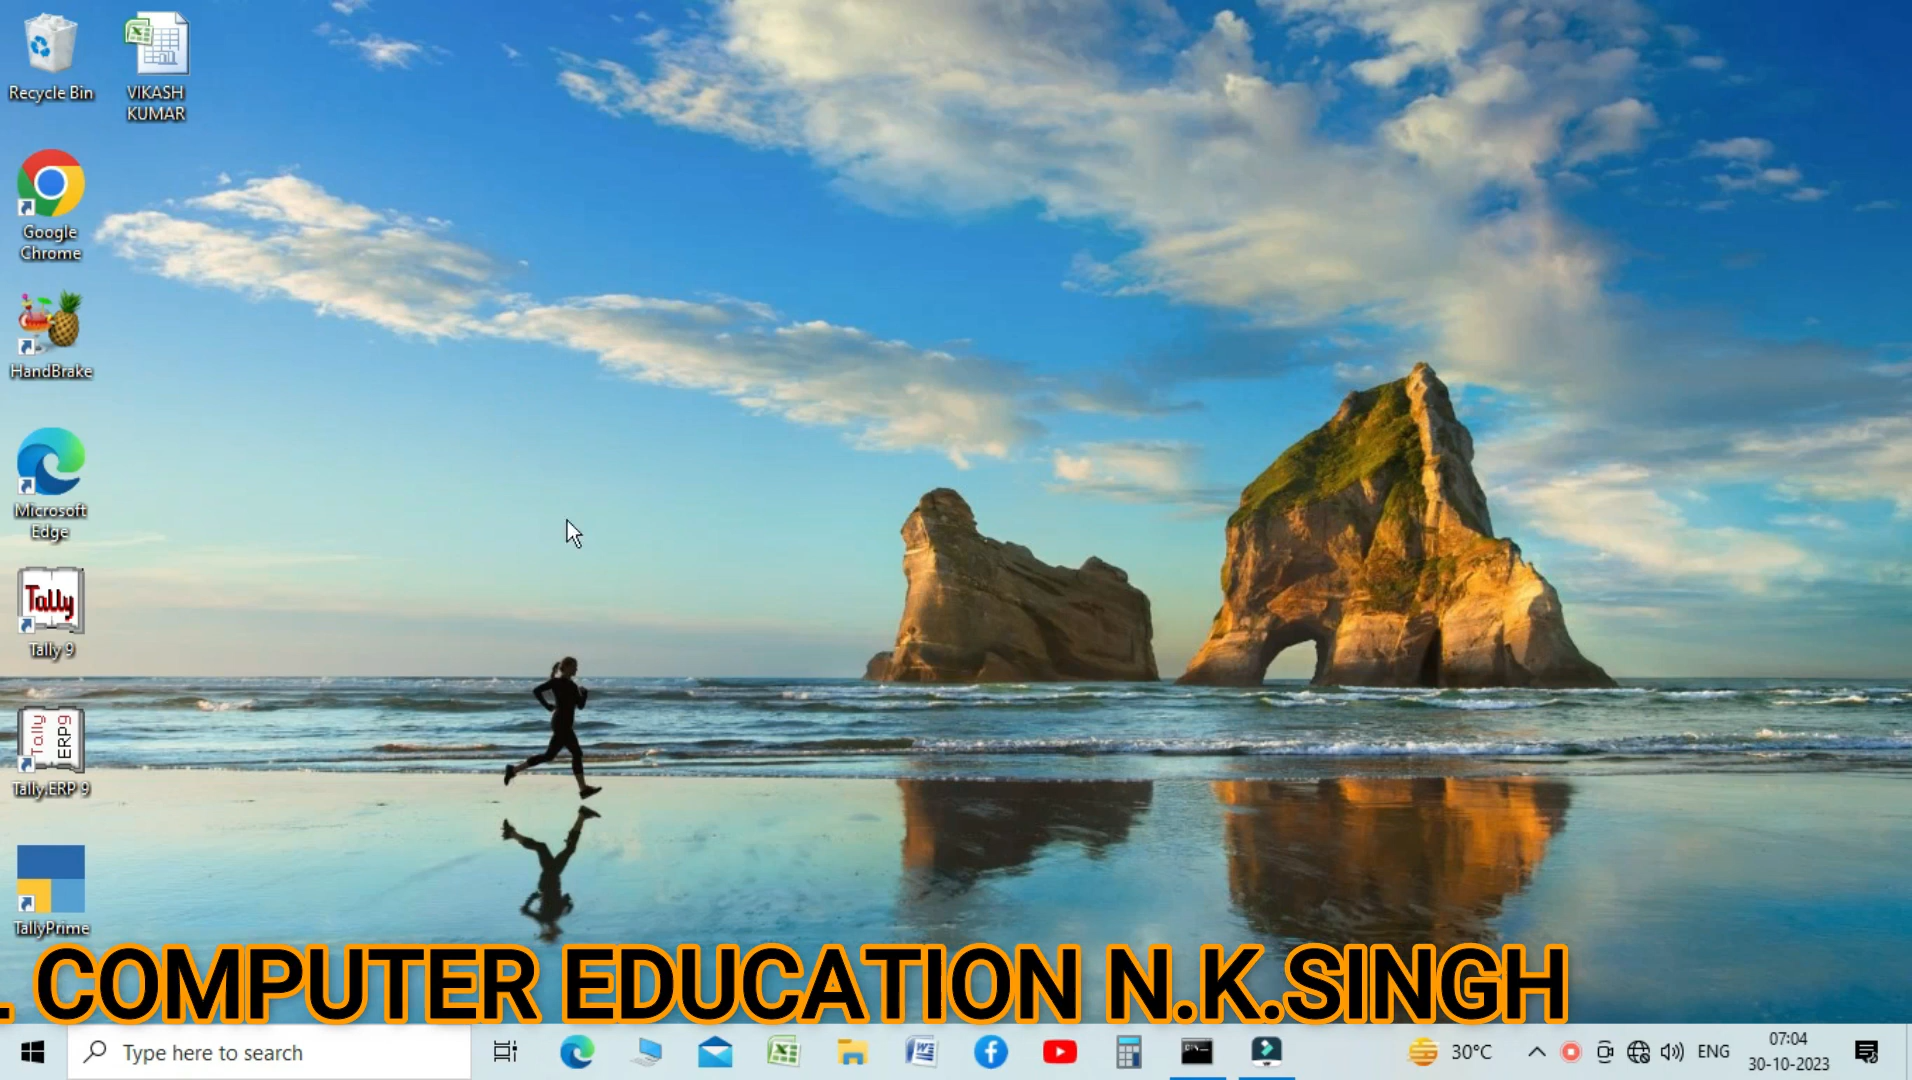 Recycle Bin
VIKASH
KUMAR
Google
Chrome
HandBrake
Microsoft
Edge
Tally
Tally 9
Tally
ERP9
Tally.ERP 9
TallyPrime
. COMPUTER EDUCATION N.K.SINGH
Type here to search
30°C
ENG
07:04
30-10-2023